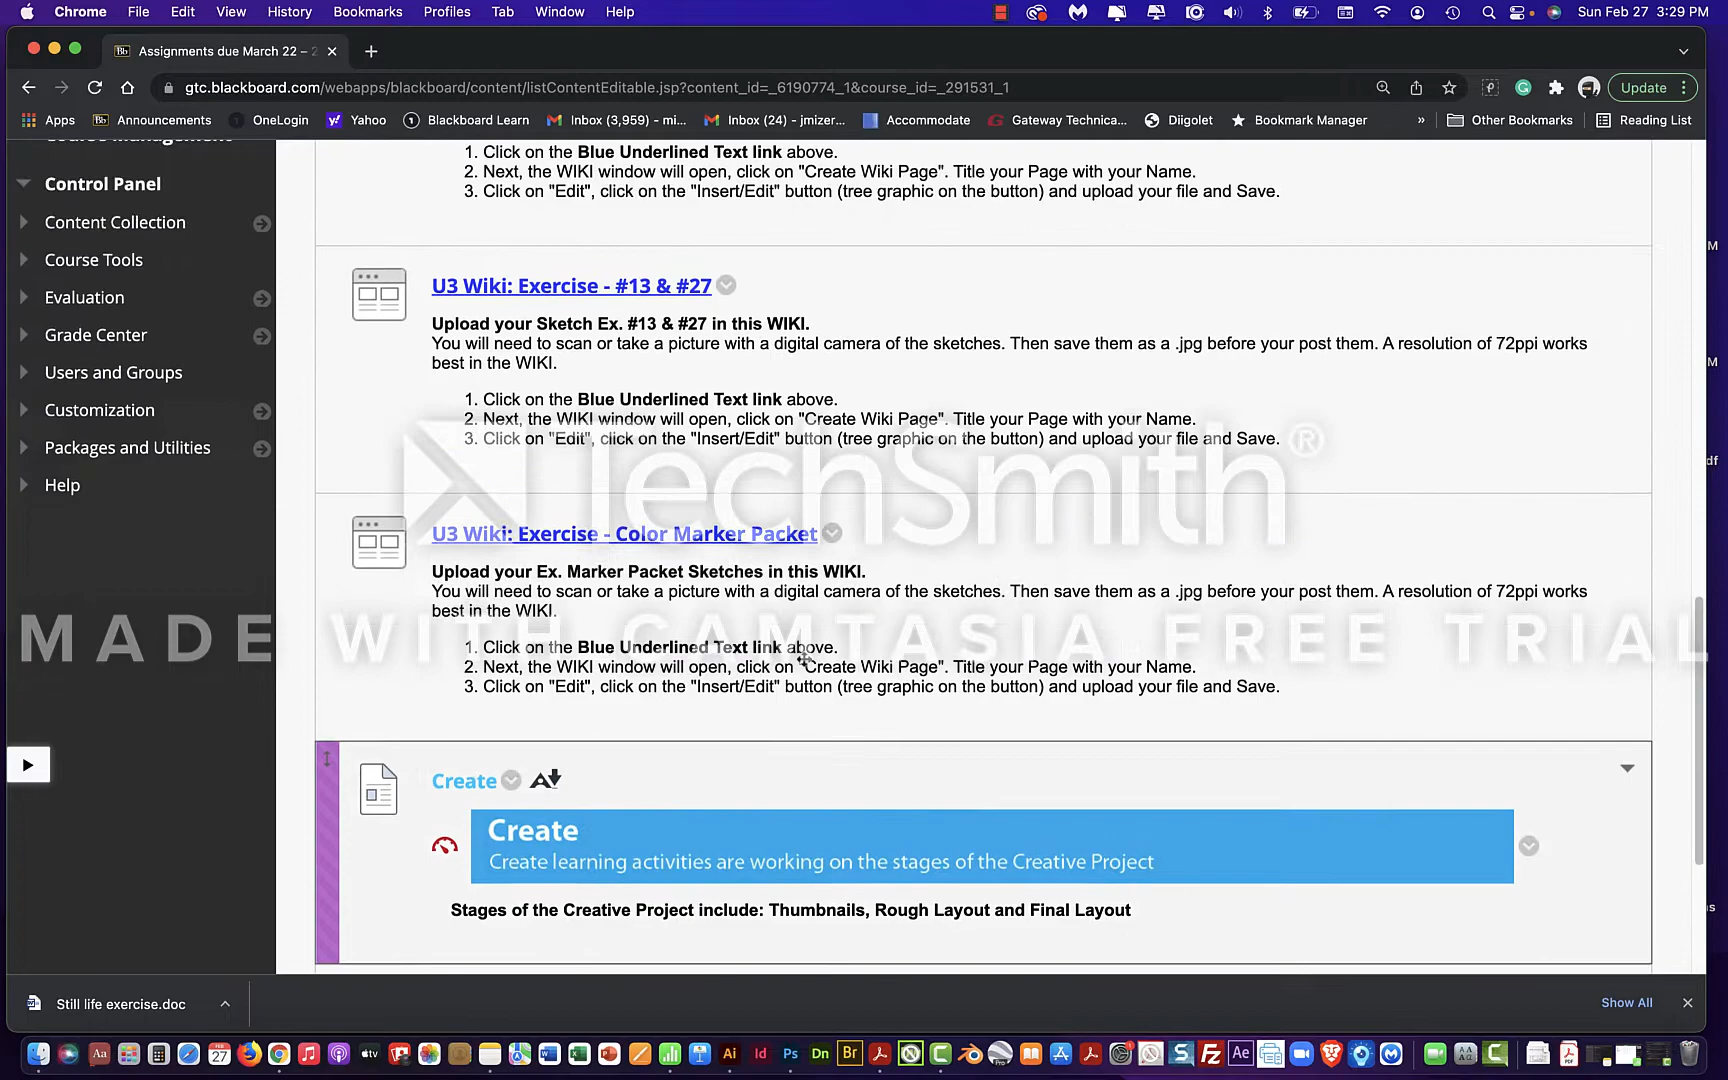 Chrome File Edit View History Bookmarks Profiles Tab Window Help Sun Feb 27 3:29 PM
Assignments due March 22 – 2
gtc.blackboard.com/webapps/blackboard/content/listContentEditable.jsp?content_id=_6190774_1&course_id=_291531_1 Update
Apps Announcements OneLogin Yahoo Blackboard Learn Inbox (3,959) - mi... Inbox (24) - jmizer... Accommodate Gateway Technica... Diigolet Bookmark Manager » Other Bookmarks Reading List
Control Panel
Content Collection
Course Tools
Evaluation
Grade Center
Users and Groups
Customization
Packages and Utilities
Help
1. Click on the Blue Underlined Text link above.
2. Next, the WIKI window will open, click on "Create Wiki Page". Title your Page with your Name.
3. Click on "Edit", click on the "Insert/Edit" button (tree graphic on the button) and upload your file and Save.
U3 Wiki: Exercise - #13 & #27
Upload your Sketch Ex. #13 & #27 in this WIKI.
You will need to scan or take a picture with a digital camera of the sketches. Then save them as a .jpg before your post them. A resolution of 72ppi works
best in the WIKI.
1. Click on the Blue Underlined Text link above.
2. Next, the WIKI window will open, click on "Create Wiki Page". Title your Page with your Name.
3. Click on "Edit", click on the "Insert/Edit" button (tree graphic on the button) and upload your file and Save.
TechSmith®
U3 Wiki: Exercise - Color Marker Packet
Upload your Ex. Marker Packet Sketches in this WIKI.
You will need to scan or take a picture with a digital camera of the sketches. Then save them as a .jpg before your post them. A resolution of 72ppi works
best in the WIKI.
MADE WITH CAMTASIA FREE TRIAL
1. Click on the Blue Underlined Text link above.
2. Next, the WIKI window will open, click on "Create Wiki Page". Title your Page with your Name.
3. Click on "Edit", click on the "Insert/Edit" button (tree graphic on the button) and upload your file and Save.
Create
Create
Create learning activities are working on the stages of the Creative Project
Stages of the Creative Project include: Thumbnails, Rough Layout and Final Layout
Still life exercise.doc Show All